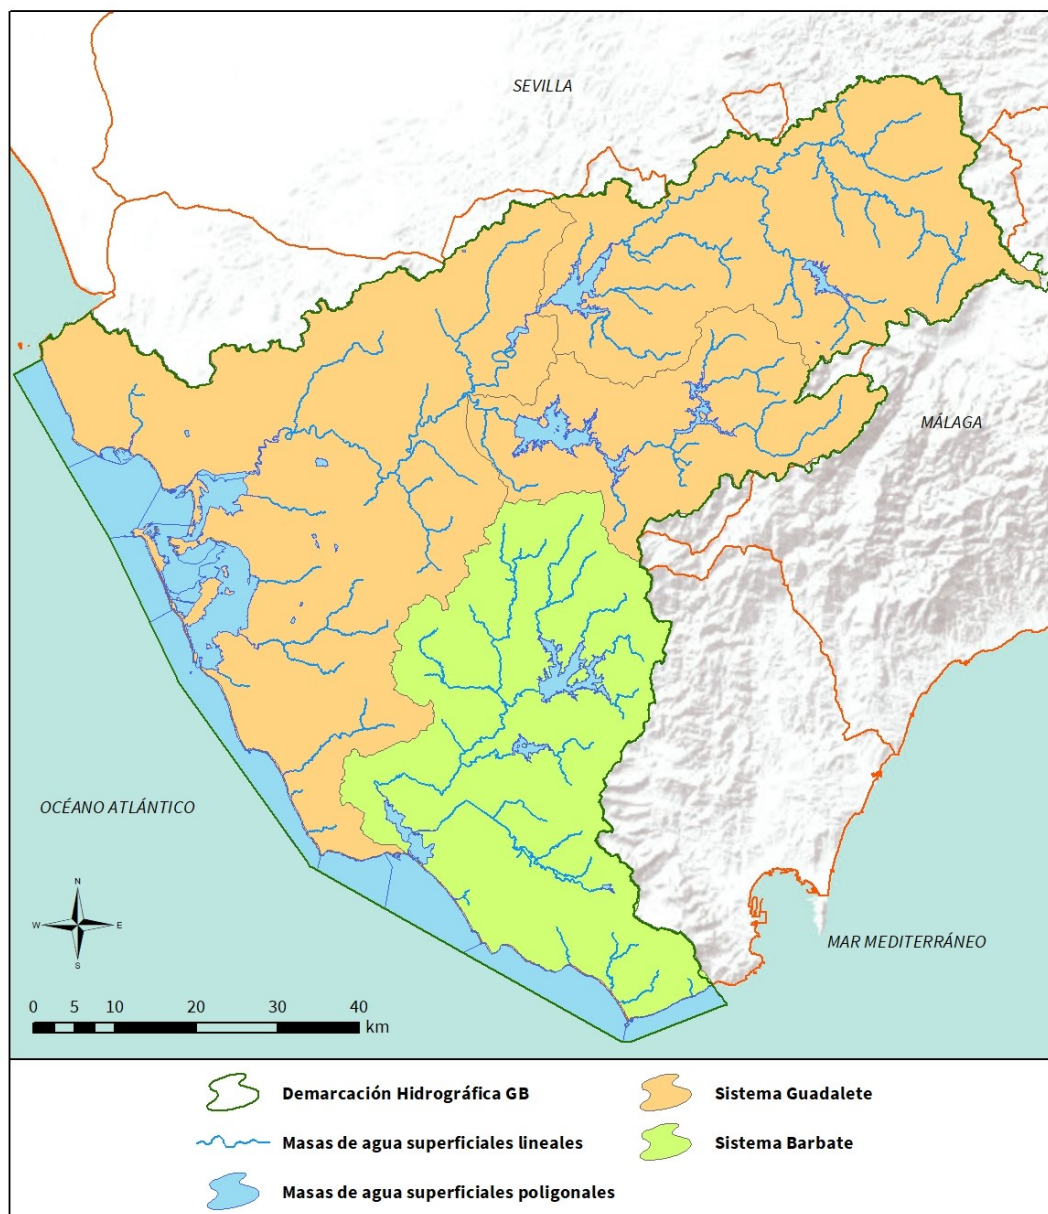 SEVILLA
MÁLAGA
OCÉANO ATLÁNTICO
MAR MEDITERRÁNEO
N
W E
S
0 5 10 20 30 40
km
Demarcación Hidrográfica GB
Sistema Guadalete
Masas de agua superficiales lineales
Sistema Barbate
Masas de agua superficiales poligonales